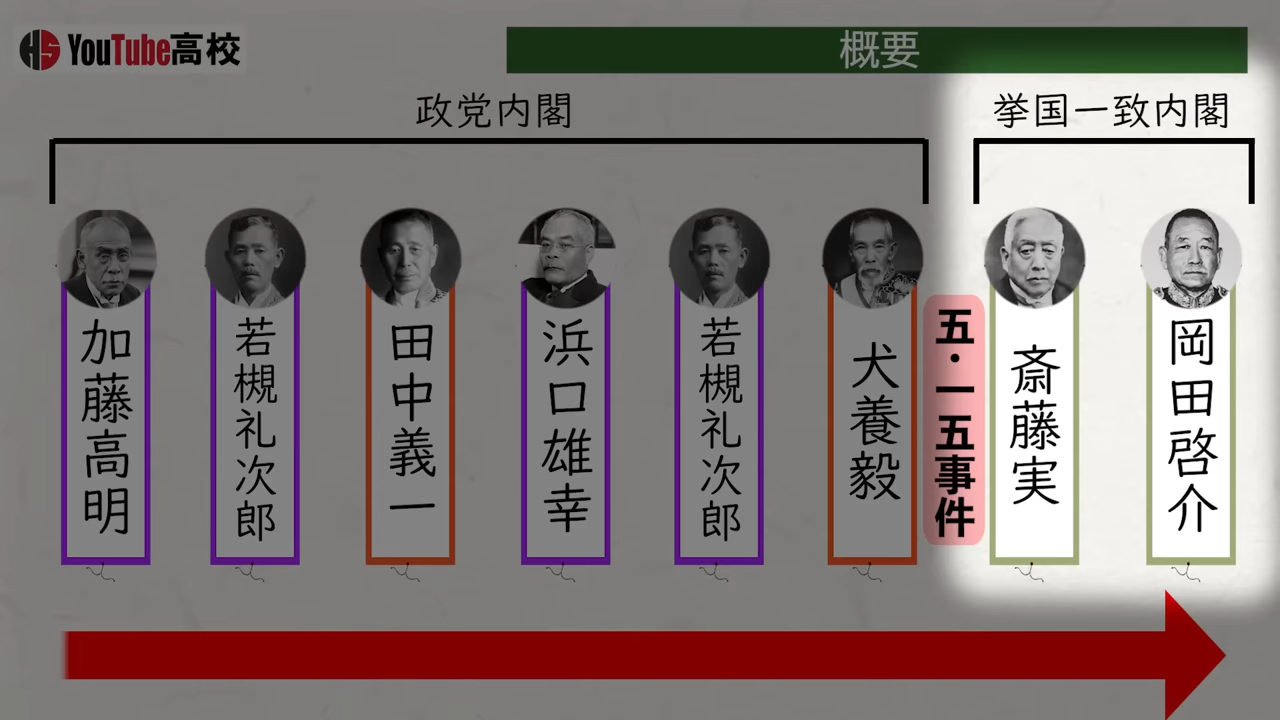 YouTube高校
概要
政党内閣
挙国一致内閣
加藤高明
若槻礼次郎
田中義一
浜口雄幸
若槻礼次郎
犬養毅
五・一五事件
斎藤実
岡田啓介